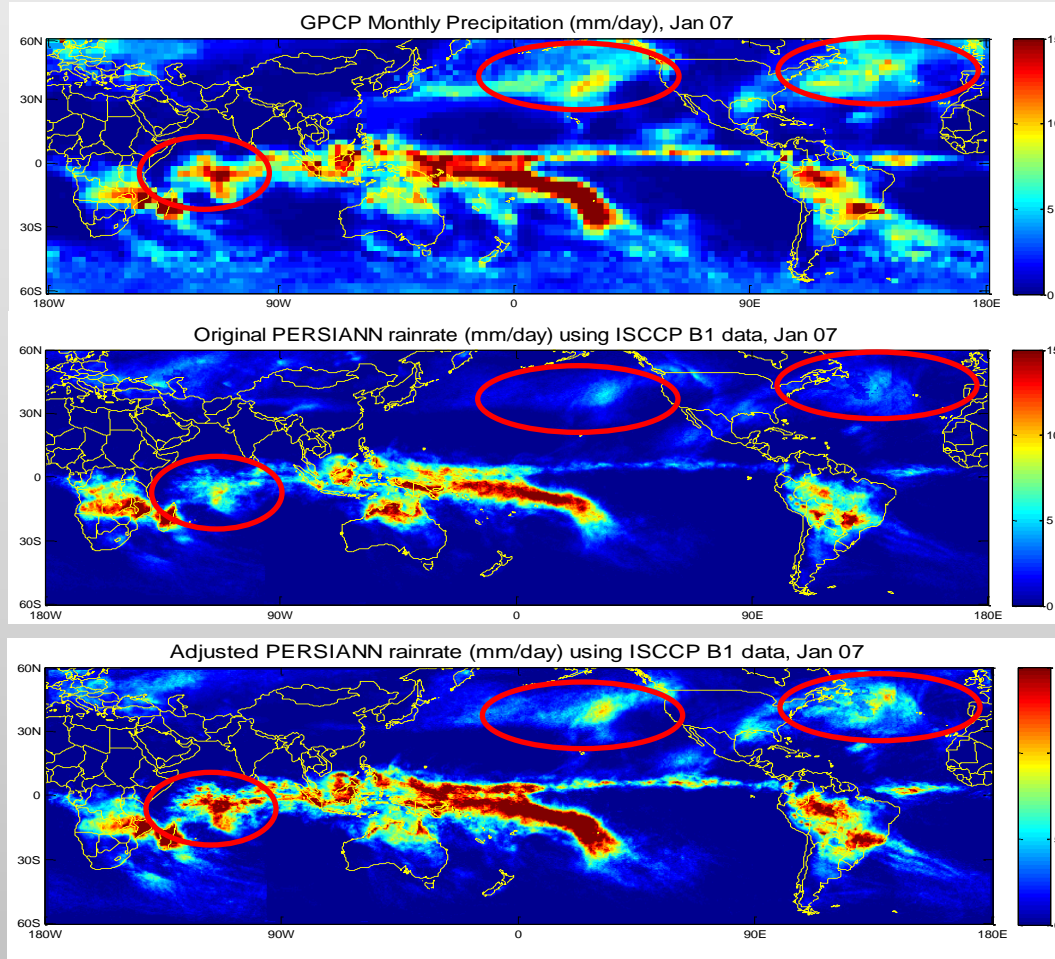 GPCP Monthly Precipitation (mm/day), Jan 07
60N
30N
0
30S
60S
180W 90W 0 90E 180E
15
10
5
0
Original PERSIANN rainrate (mm/day) using ISCCP B1 data, Jan 07
60N
30N
0
30S
60S
180W 90W 0 90E 180E
15
10
5
0
Adjusted PERSIANN rainrate (mm/day) using ISCCP B1 data, Jan 07
60N
30N
0
30S
60S
180W 90W 0 90E 180E